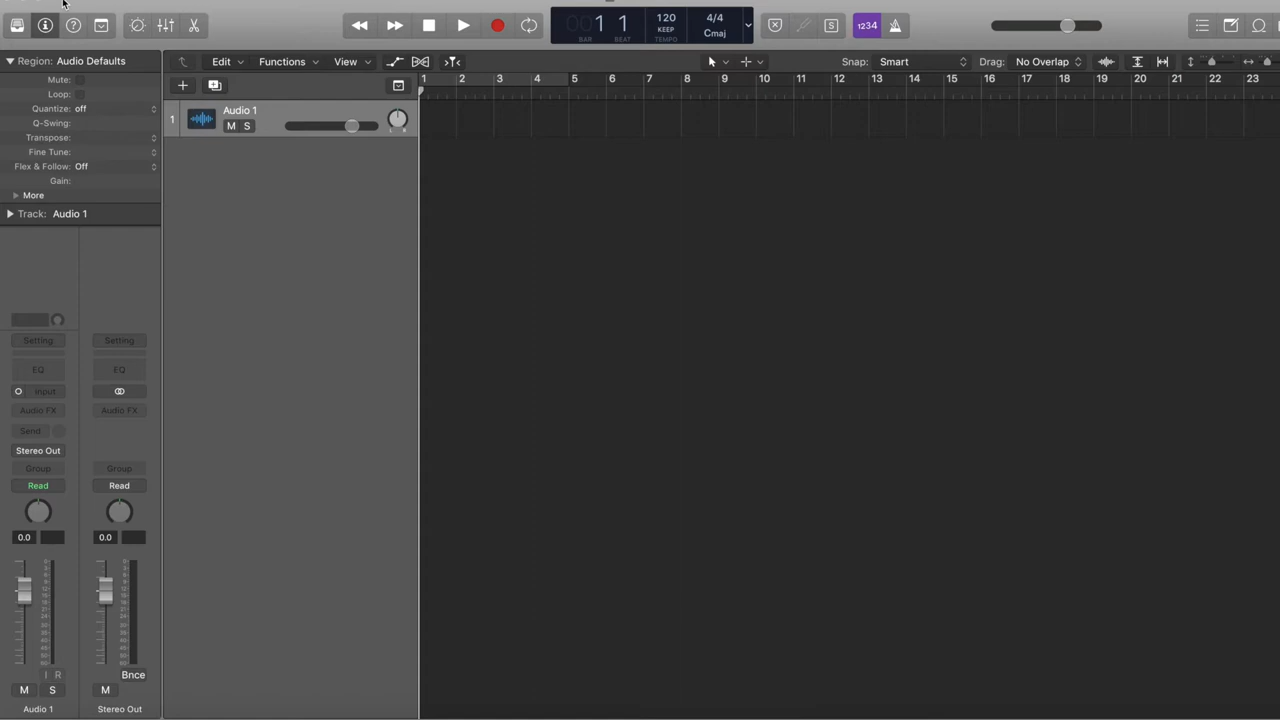 001 1
BAR BEAT
120
KEEP
TEMPO
4/4
Cmaj
S
1234
Region: Audio Defaults
Mute:
Loop:
Quantize: off
Q-Swing:
Transpose:
Fine Tune:
Flex & Follow: Off
Gain:
More
Track: Audio 1
Edit Functions View
Snap: Smart Drag: No Overlap
1 2 3 4 5 6 7 8 9 10 11 12 13 14 15 16 17 18 19 20 21 22 23
1 Audio 1
M S
L R
Setting Setting
EQ EQ
Input
Audio FX Audio FX
Send
Stereo Out
Group Group
Read Read
0.0 0.0
I R Bnce
M S M
Audio 1 Stereo Out